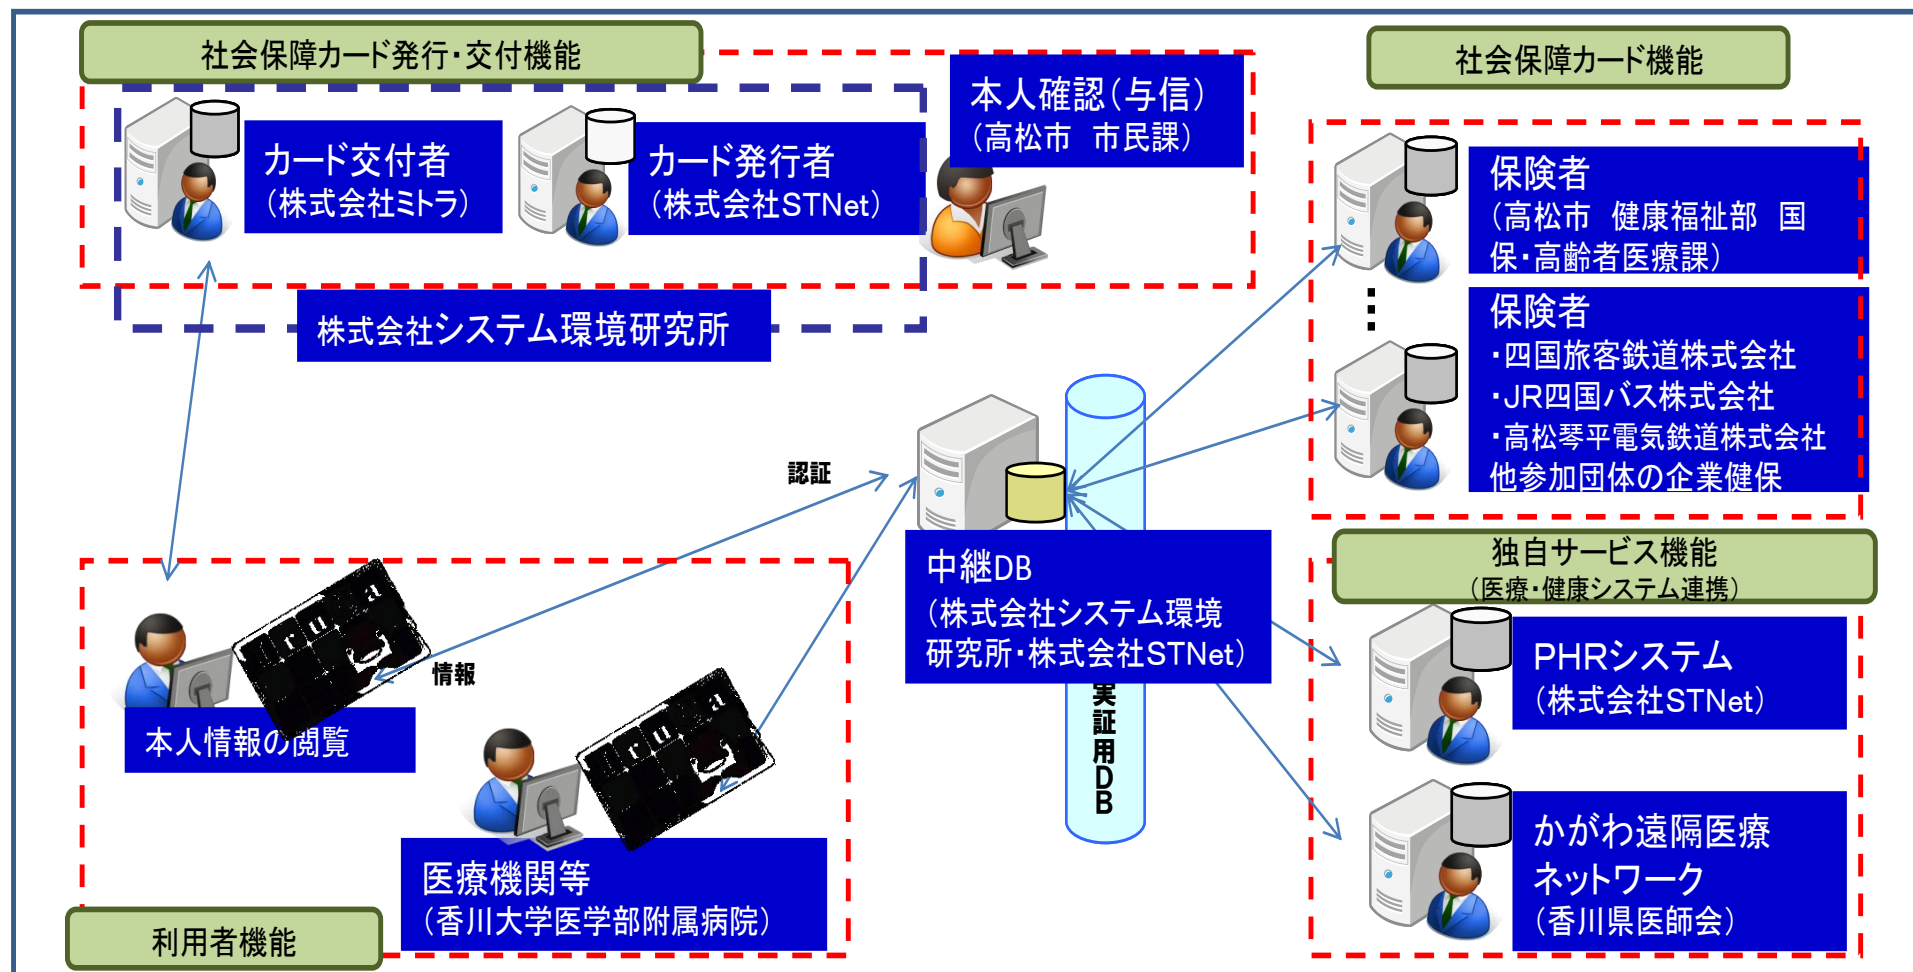 社会保障カード発行・交付機能
カード交付者
（株式会社ミトラ）
カード発行者
（株式会社STNet）
本人確認（与信）
（高松市　市民課）
株式会社システム環境研究所
社会保障カード機能
保険者
（高松市　健康福祉部　国
保・高齢者医療課）
保険者
・四国旅客鉄道株式会社
・JR四国バス株式会社
・高松琴平電気鉄道株式会社
他参加団体の企業健保
認証
情報
中継DB
（株式会社システム環境
研究所・株式会社STNet）
実証用DB
独自サービス機能
（医療・健康システム連携）
PHRシステム
（株式会社STNet）
かがわ遠隔医療
ネットワーク
（香川県医師会）
本人情報の閲覧
医療機関等
（香川大学医学部附属病院）
利用者機能